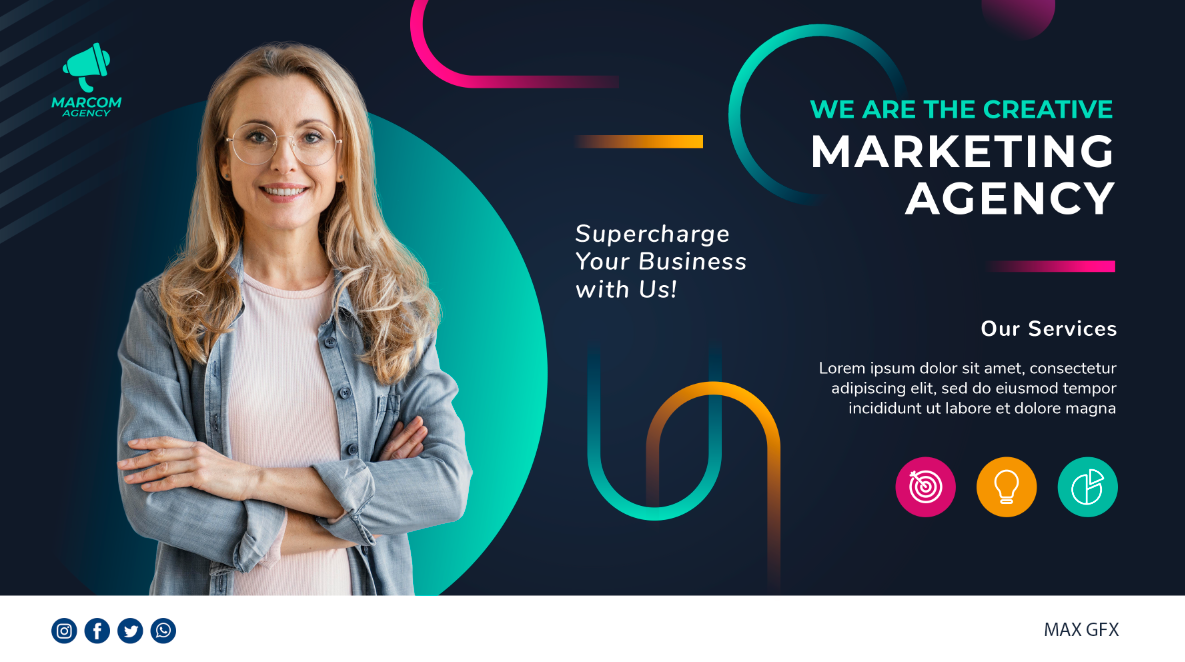 MARCOM
AGENCY
WE ARE THE CREATIVE
MARKETING
AGENCY
Supercharge
Your Business
with Us!
Our Services
Lorem ipsum dolor sit amet, consectetur
adipiscing elit, sed do eiusmod tempor
incididunt ut labore et dolore magna
MAX GFX